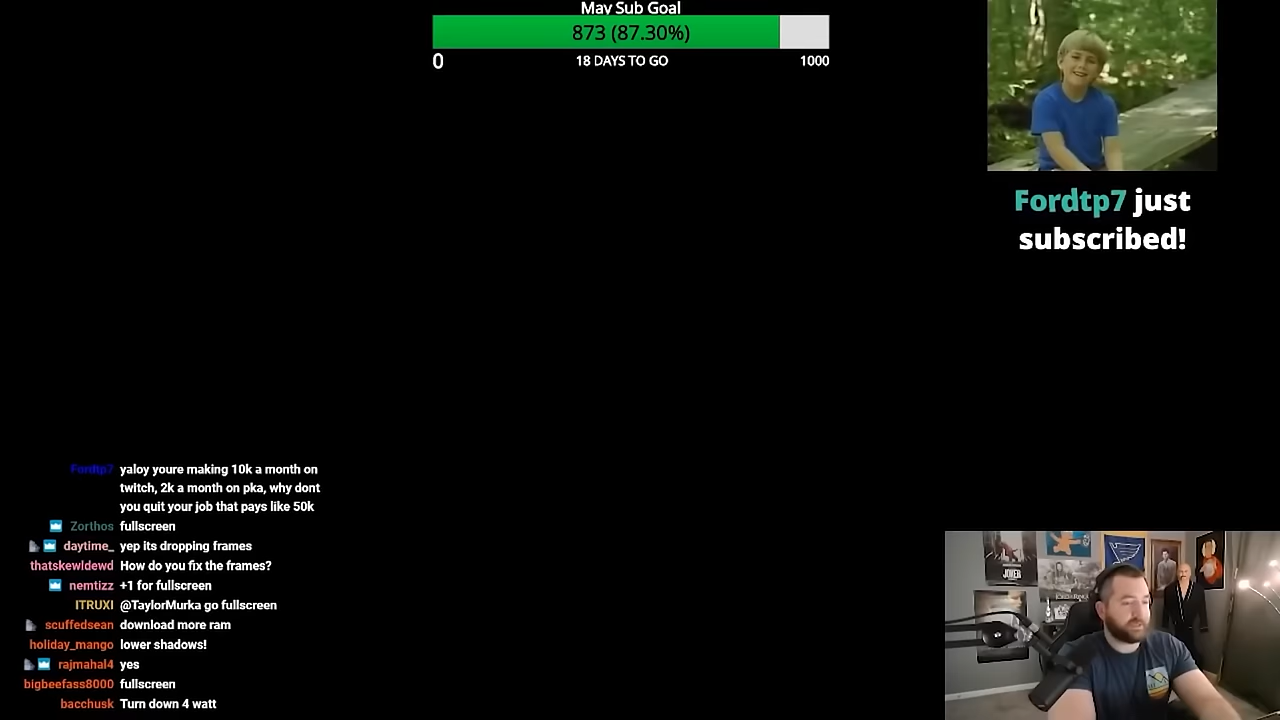 May Sub Goal
873 (87.30%)
0
18 DAYS TO GO
1000
Fordtp7 just
subscribed!
Fordtp7 yaloy youre making 10k a month on
twitch, 2k a month on pka, why dont
you quit your job that pays like 50k
Zorthos fullscreen
daytime_ yep its dropping frames
thatskewldewd How do you fix the frames?
nemtizz +1 for fullscreen
ITRUXI @TaylorMurka go fullscreen
scuffedsean download more ram
holiday_mango lower shadows!
rajmahal4 yes
bigbeefass8000 fullscreen
bacchusk Turn down 4 watt
JOKER